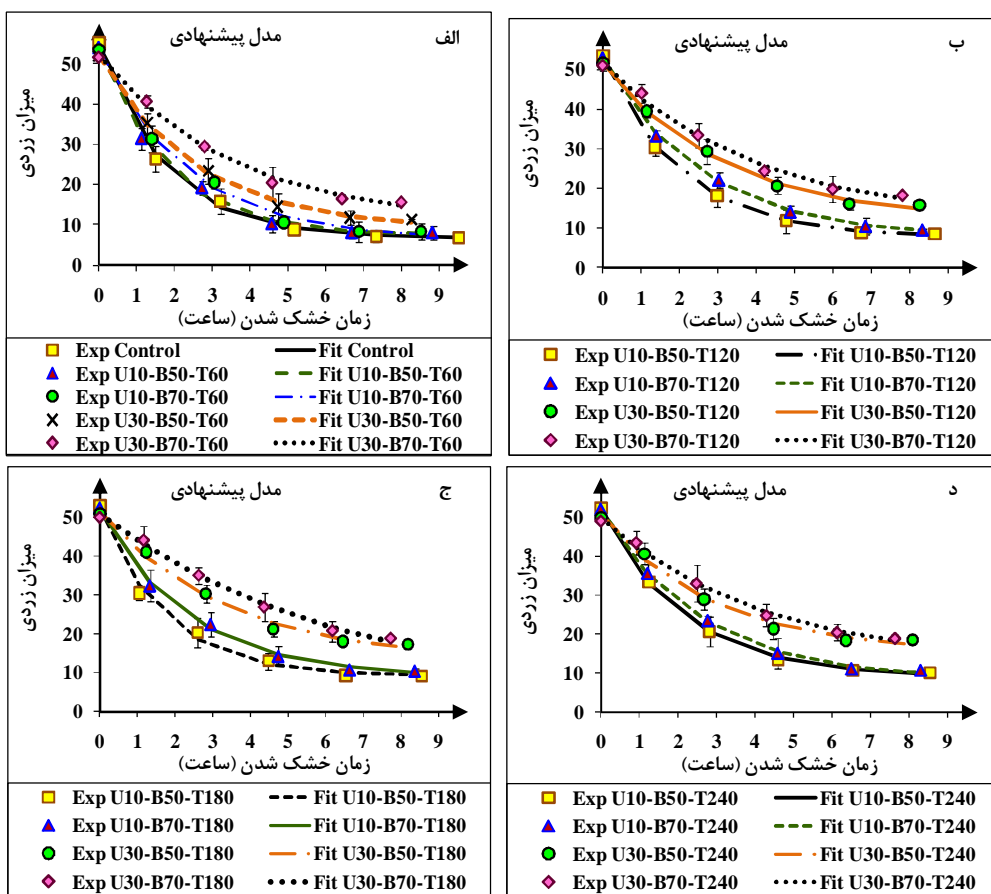 الف
مدل پیشنهادی
میزان زردی
50
40
30
20
10
0
0 1 2 3 4 5 6 7 8 9
زمان خشک شدن (ساعت)
Exp Control Fit Control
Exp U10-B50-T60 Fit U10-B50-T60
Exp U10-B70-T60 Fit U10-B70-T60
Exp U30-B50-T60 Fit U30-B50-T60
Exp U30-B70-T60 Fit U30-B70-T60
ب
مدل پیشنهادی
میزان زردی
50
40
30
20
10
0
0 1 2 3 4 5 6 7 8 9
زمان خشک شدن (ساعت)
Exp U10-B50-T120 Fit U10-B50-T120
Exp U10-B70-T120 Fit U10-B70-T120
Exp U30-B50-T120 Fit U30-B50-T120
Exp U30-B70-T120 Fit U30-B70-T120
ج
مدل پیشنهادی
میزان زردی
50
40
30
20
10
0
0 1 2 3 4 5 6 7 8 9
زمان خشک شدن (ساعت)
Exp U10-B50-T180 Fit U10-B50-T180
Exp U10-B70-T180 Fit U10-B70-T180
Exp U30-B50-T180 Fit U30-B50-T180
Exp U30-B70-T180 Fit U30-B70-T180
د
مدل پیشنهادی
میزان زردی
50
40
30
20
10
0
0 1 2 3 4 5 6 7 8 9
زمان خشک شدن (ساعت)
Exp U10-B50-T240 Fit U10-B50-T240
Exp U10-B70-T240 Fit U10-B70-T240
Exp U30-B50-T240 Fit U30-B50-T240
Exp U30-B70-T240 Fit U30-B70-T240